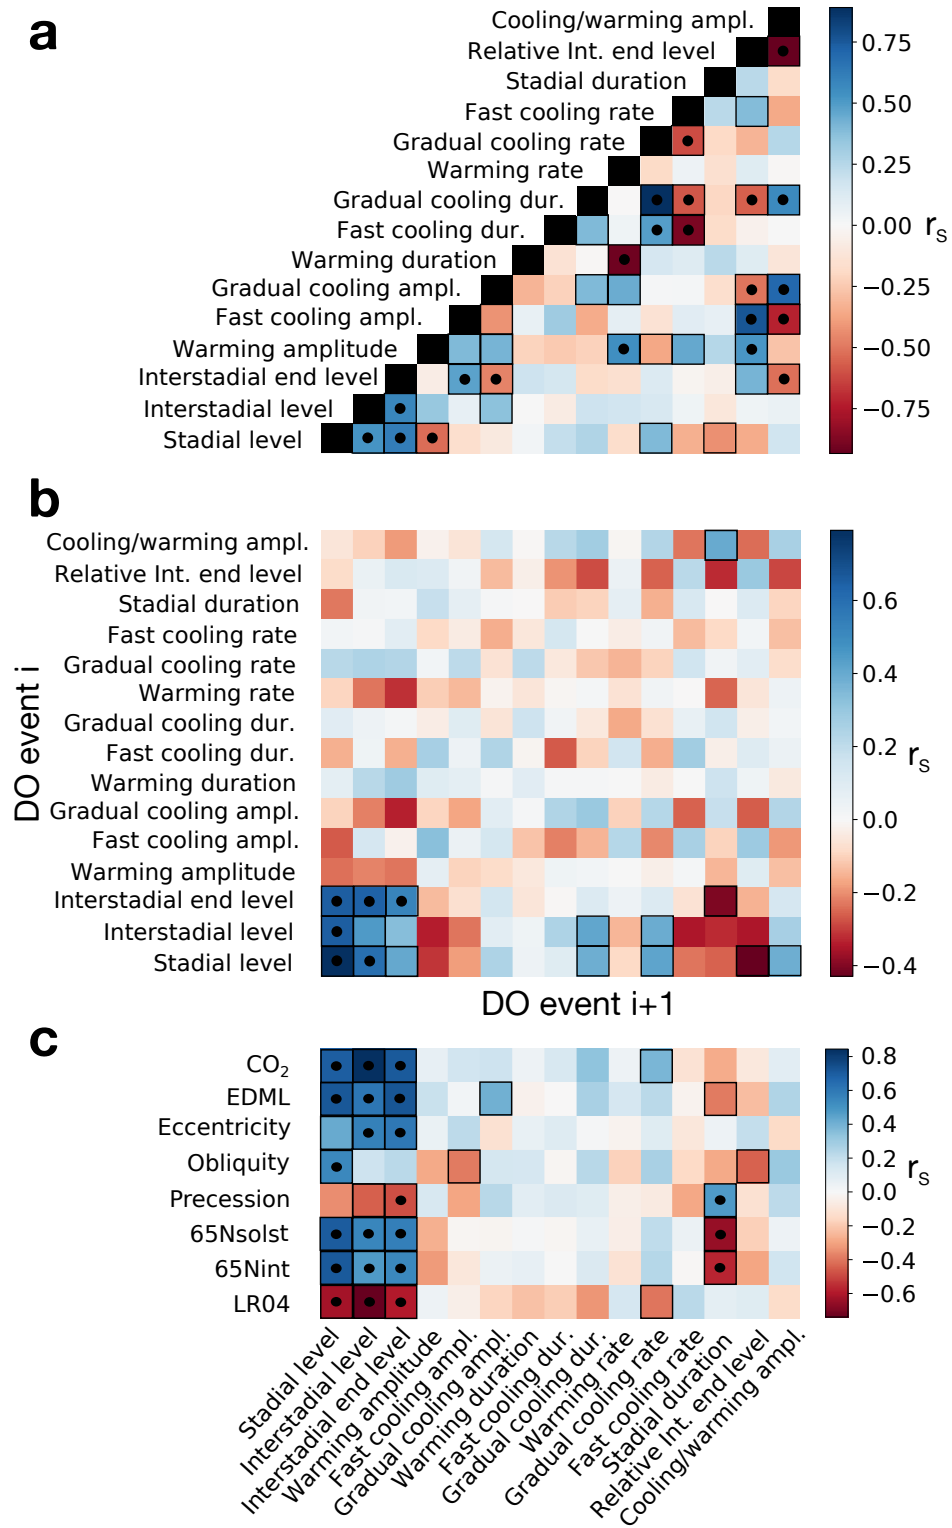 a
Cooling/warming ampl.
Relative Int. end level
Stadial duration
Fast cooling rate
Gradual cooling rate
Warming rate
Gradual cooling dur.
Fast cooling dur.
Warming duration
Gradual cooling ampl.
Fast cooling ampl.
Warming amplitude
Interstadial end level
Interstadial level
Stadial level
0.75
0.50
0.25
0.00
−0.25
−0.50
−0.75
rS
b
DO event i
Cooling/warming ampl.
Relative Int. end level
Stadial duration
Fast cooling rate
Gradual cooling rate
Warming rate
Gradual cooling dur.
Fast cooling dur.
Warming duration
Gradual cooling ampl.
Fast cooling ampl.
Warming amplitude
Interstadial end level
Interstadial level
Stadial level
0.6
0.4
0.2
0.0
−0.2
−0.4
rS
DO event i+1
c
CO₂
EDML
Eccentricity
Obliquity
Precession
65Nsolst
65Nint
LR04
0.8
0.6
0.4
0.2
0.0
−0.2
−0.4
−0.6
rS
Stadial level
Interstadial level
Interstadial end level
Warming amplitude
Fast cooling ampl.
Gradual cooling ampl.
Warming duration
Fast cooling dur.
Gradual cooling dur.
Warming rate
Gradual cooling rate
Fast cooling rate
Stadial duration
Relative Int. end level
Cooling/warming ampl.